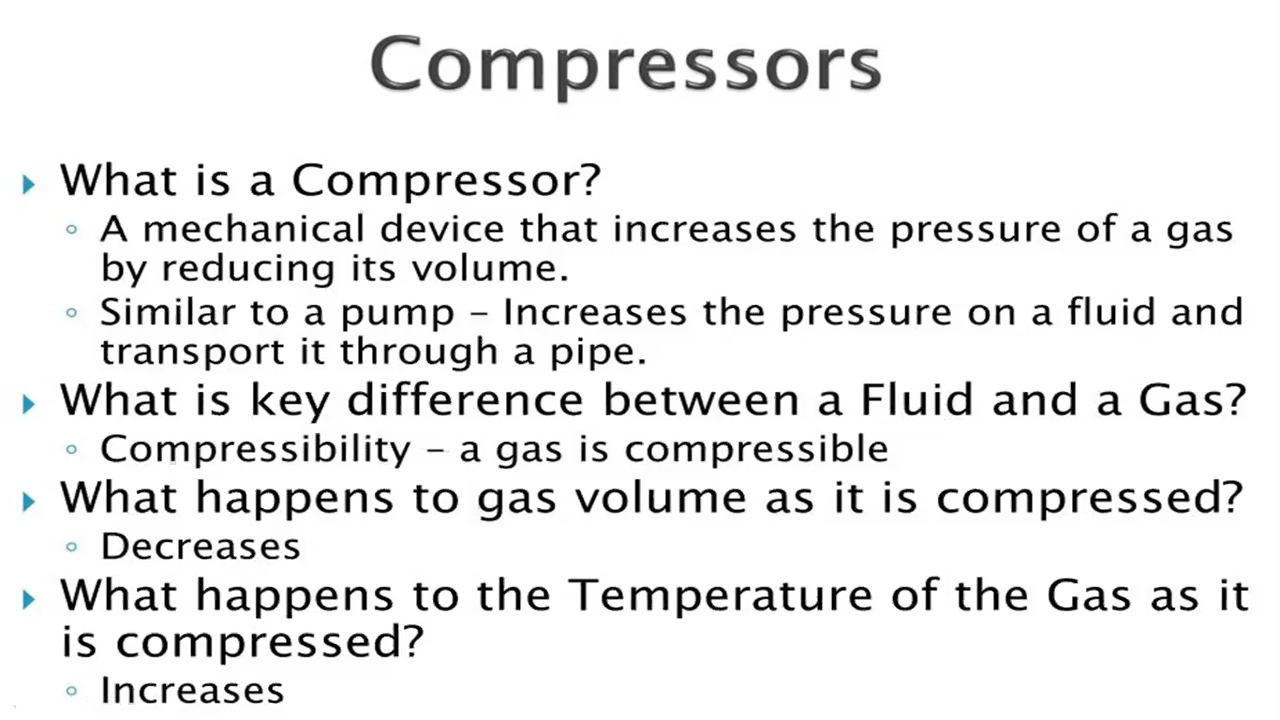 Compressors
What is a Compressor?
A mechanical device that increases the pressure of a gas
by reducing its volume.
Similar to a pump – Increases the pressure on a fluid and
transport it through a pipe.
What is key difference between a Fluid and a Gas?
Compressibility – a gas is compressible
What happens to gas volume as it is compressed?
Decreases
What happens to the Temperature of the Gas as it
is compressed?
Increases